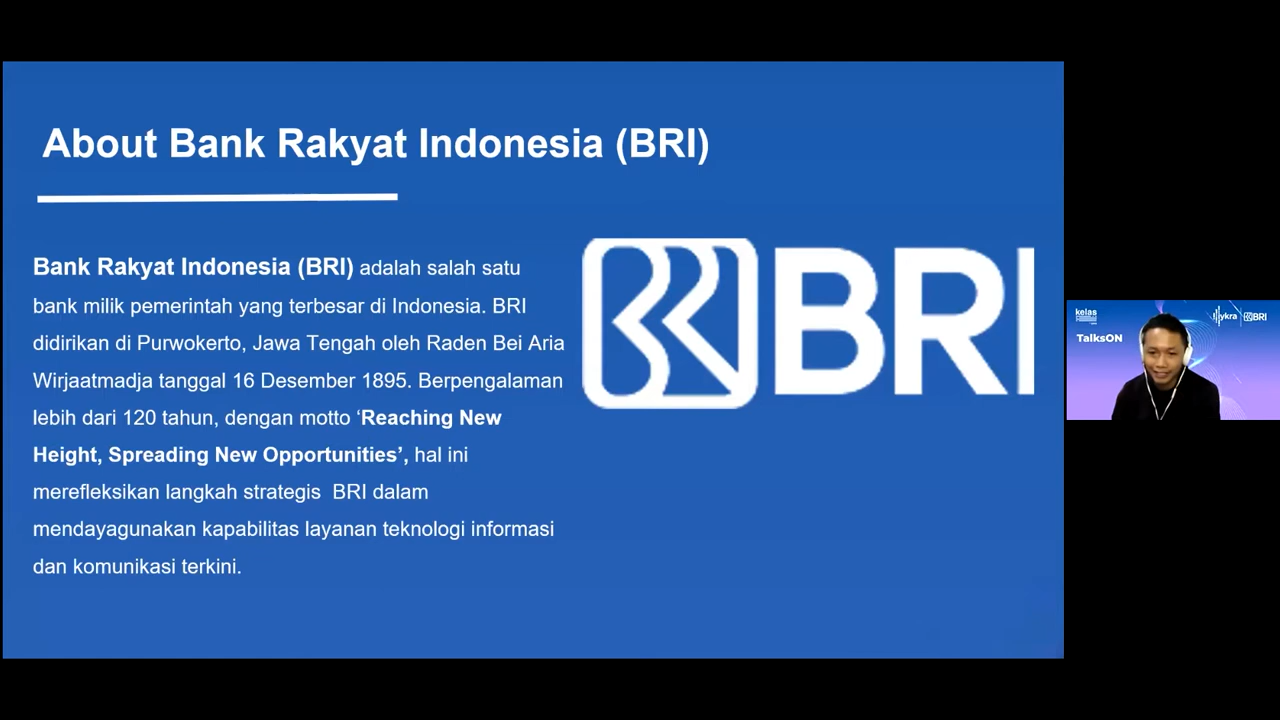 About Bank Rakyat Indonesia (BRI)
Bank Rakyat Indonesia (BRI) adalah salah satu
bank milik pemerintah yang terbesar di Indonesia. BRI
didirikan di Purwokerto, Jawa Tengah oleh Raden Bei Aria
Wirjaatmadja tanggal 16 Desember 1895. Berpengalaman
lebih dari 120 tahun, dengan motto ‘Reaching New
Height, Spreading New Opportunities’, hal ini
merefleksikan langkah strategis  BRI dalam
mendayagunakan kapabilitas layanan teknologi informasi
dan komunikasi terkini.
BRI
kelas
TalksON
BRI